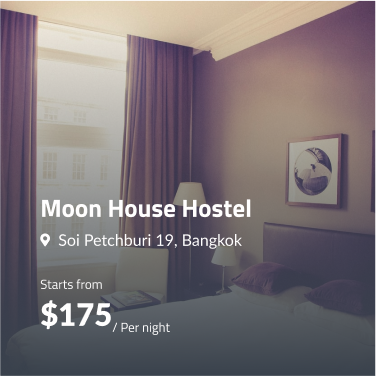 Moon House Hostel
Soi Petchburi 19, Bangkok
Starts from
$175 / Per night